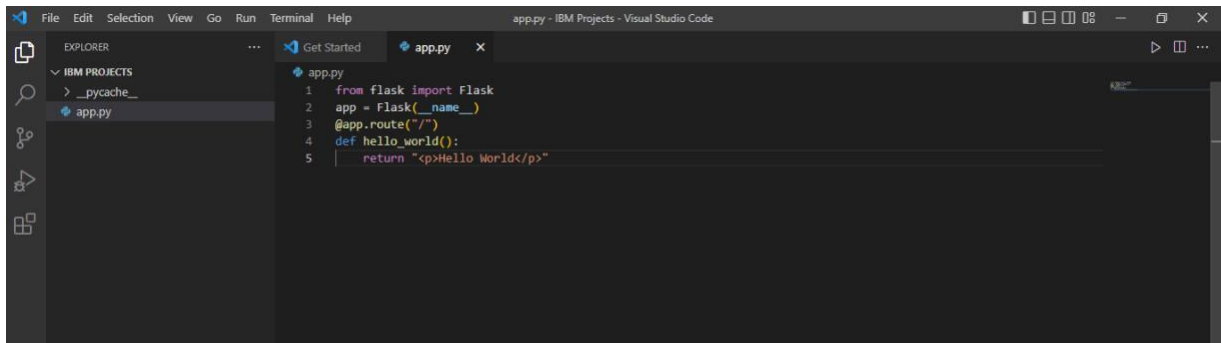 File Edit Selection View Go Run Terminal Help app.py - IBM Projects - Visual Studio Code
EXPLORER
IBM PROJECTS
__pycache__
app.py
Get Started app.py
app.py
1 from flask import Flask
2 app = Flask(__name__)
3 @app.route("/")
4 def hello_world():
5 return "<p>Hello World</p>"